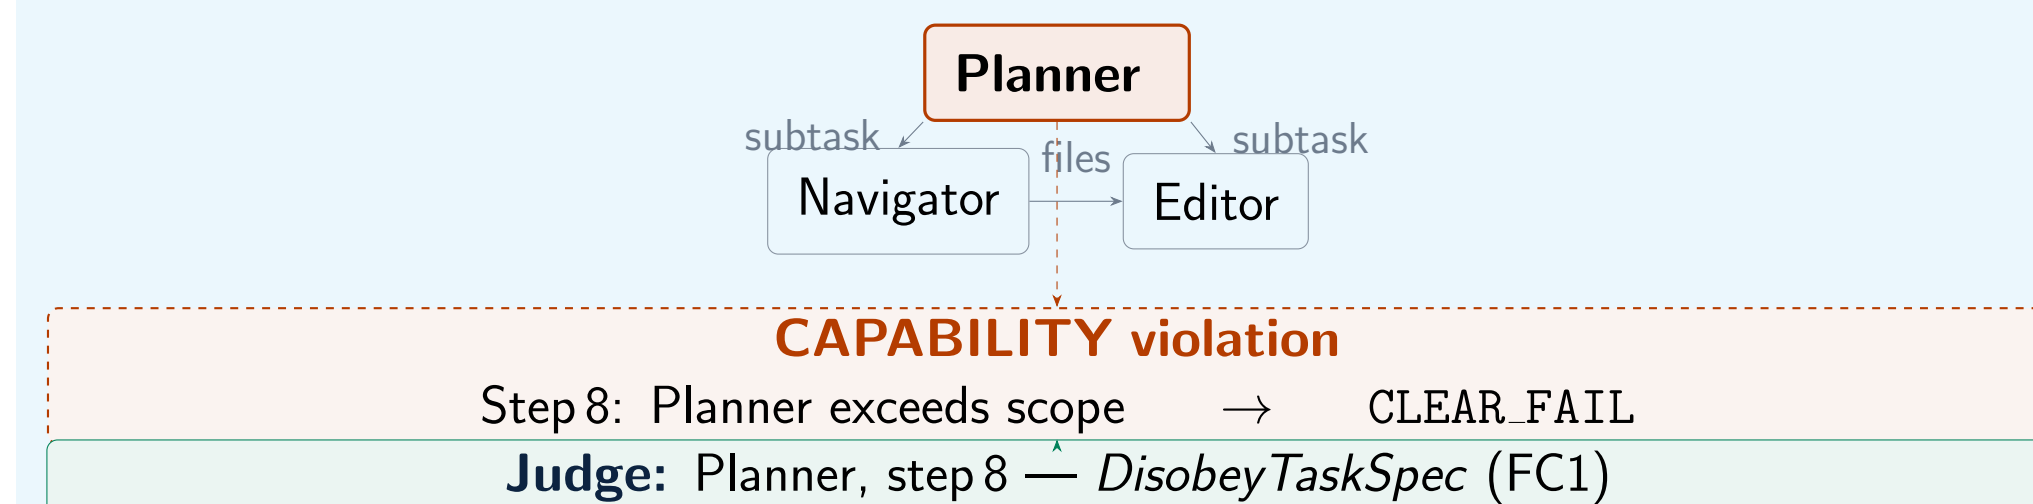 Planner
subtask
files
subtask
Navigator
Editor
CAPABILITY violation
Step 8: Planner exceeds scope → CLEAR_FAIL
Judge: Planner, step 8 — DisobeyTaskSpec (FC1)